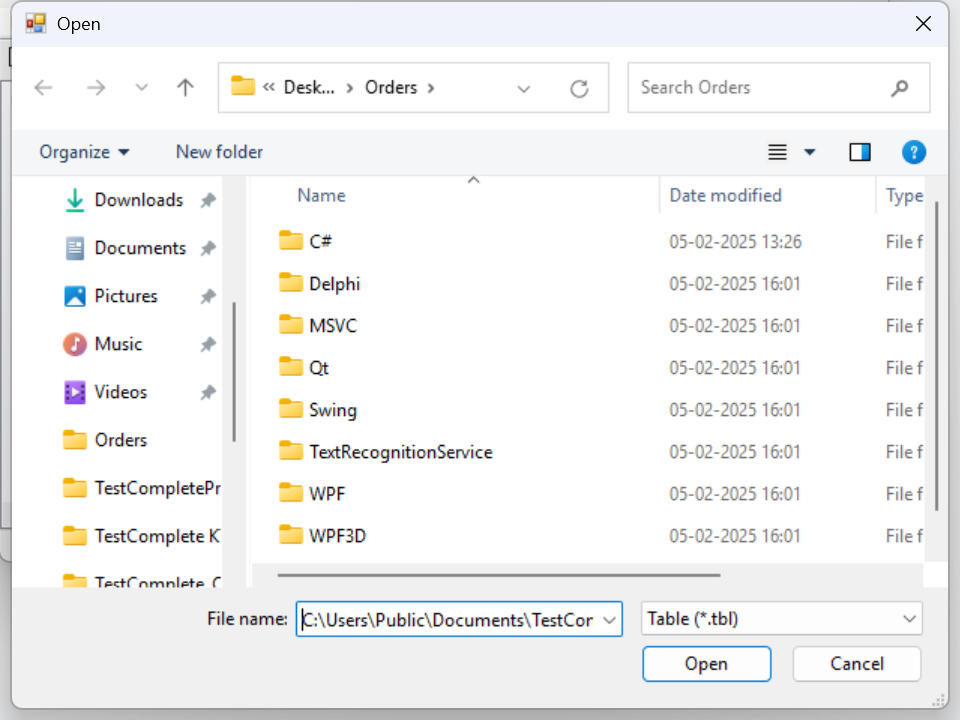 Open
« Desk... › Orders ›
Search Orders
Organize
New folder
?
Downloads
Documents
Pictures
Music
Videos
Orders
TestCompletePr
TestComplete K
TestComplete_C
Name Date modified Type
C# 05-02-2025 13:26 File f
Delphi 05-02-2025 16:01 File f
MSVC 05-02-2025 16:01 File f
Qt 05-02-2025 16:01 File f
Swing 05-02-2025 16:01 File f
TextRecognitionService 05-02-2025 16:01 File f
WPF 05-02-2025 16:01 File f
WPF3D 05-02-2025 16:01 File f
File name: C:\Users\Public\Documents\TestCor
Table (*.tbl)
Open
Cancel